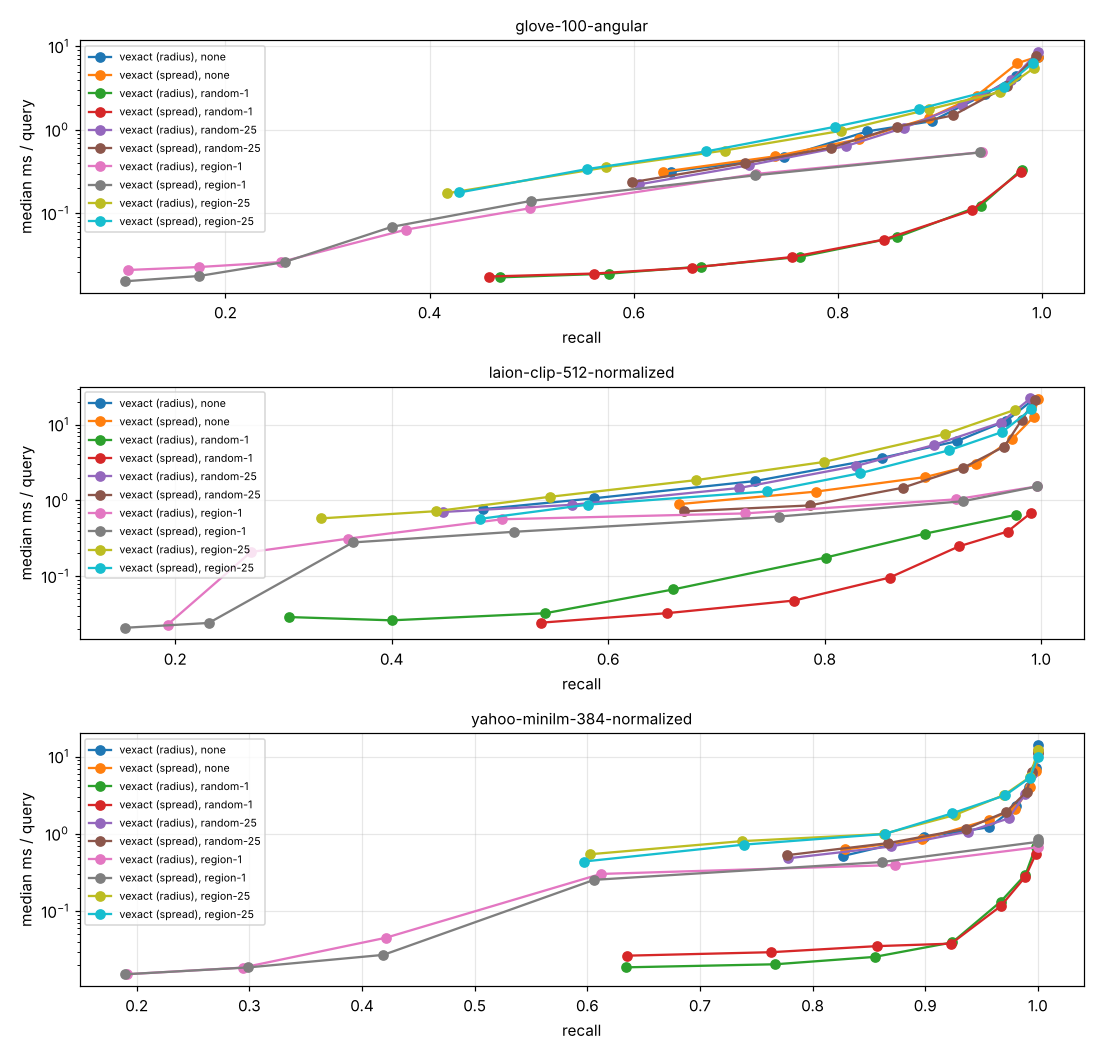 glove-100-angular
10¹
10⁰
10⁻¹
median ms / query
vexact (radius), none
vexact (spread), none
vexact (radius), random-1
vexact (spread), random-1
vexact (radius), random-25
vexact (spread), random-25
vexact (radius), region-1
vexact (spread), region-1
vexact (radius), region-25
vexact (spread), region-25
0.2 0.4 0.6 0.8 1.0
recall
laion-clip-512-normalized
10¹
10⁰
10⁻¹
median ms / query
vexact (radius), none
vexact (spread), none
vexact (radius), random-1
vexact (spread), random-1
vexact (radius), random-25
vexact (spread), random-25
vexact (radius), region-1
vexact (spread), region-1
vexact (radius), region-25
vexact (spread), region-25
0.2 0.4 0.6 0.8 1.0
recall
yahoo-minilm-384-normalized
10¹
10⁰
10⁻¹
median ms / query
vexact (radius), none
vexact (spread), none
vexact (radius), random-1
vexact (spread), random-1
vexact (radius), random-25
vexact (spread), random-25
vexact (radius), region-1
vexact (spread), region-1
vexact (radius), region-25
vexact (spread), region-25
0.2 0.3 0.4 0.5 0.6 0.7 0.8 0.9 1.0
recall